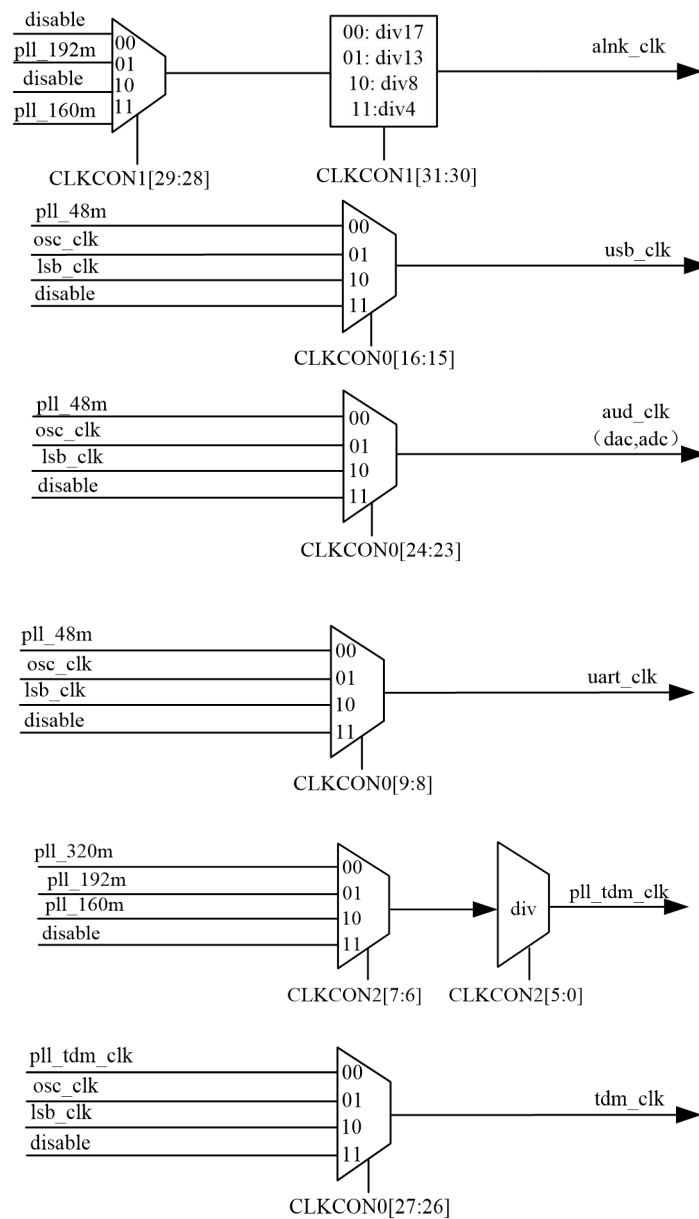 disable
00
pll_192m
01
disable
10
pll_160m
11
CLKCON1[29:28]
00: div17
01: div13
10: div8
11:div4
CLKCON1[31:30]
alnk_clk
pll_48m
00
osc_clk
01
lsb_clk
10
disable
11
CLKCON0[16:15]
usb_clk
pll_48m
00
osc_clk
01
lsb_clk
10
disable
11
CLKCON0[24:23]
aud_clk
（dac,adc）
pll_48m
00
osc_clk
01
lsb_clk
10
disable
11
CLKCON0[9:8]
uart_clk
pll_320m
00
pll_192m
01
pll_160m
10
disable
11
CLKCON2[7:6]
div
CLKCON2[5:0]
pll_tdm_clk
pll_tdm_clk
00
osc_clk
01
lsb_clk
10
disable
11
CLKCON0[27:26]
tdm_clk